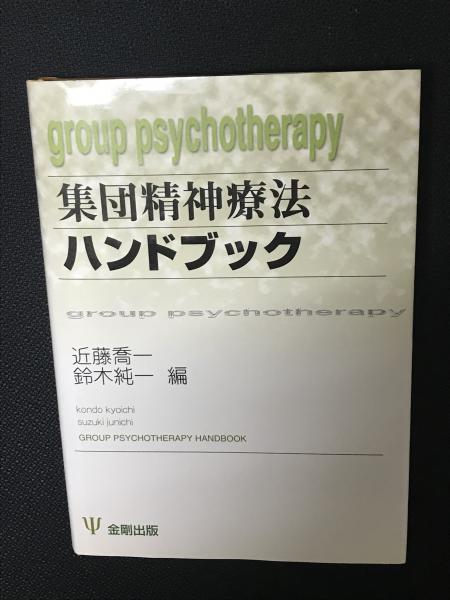 group psychotherapy
集団精神療法
ハンドブック
group psychotherapy
近藤喬一
鈴木純一 編
kondo kyoichi
suzuki junichi
GROUP PSYCHOTHERAPY HANDBOOK
Ψ 金剛出版